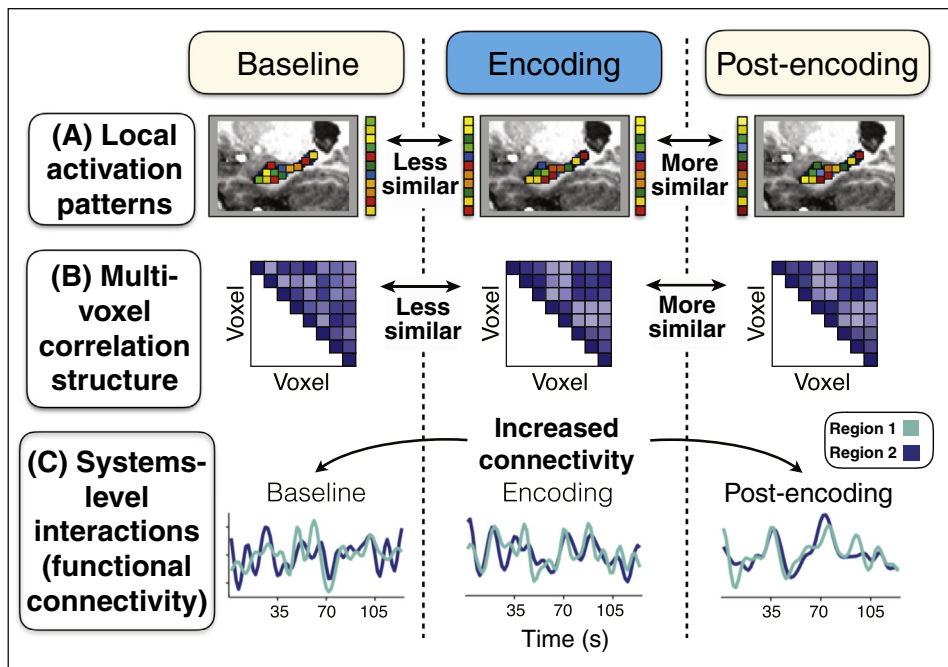 Baseline
Encoding
Post-encoding
(A) Local
activation
patterns
Less
similar
More
similar
(B) Multi-
voxel
correlation
structure
Voxel
Voxel
Less
similar
Voxel
Voxel
More
similar
Voxel
Voxel
(C) Systems-
level
interactions
(functional
connectivity)
Increased
connectivity
Region 1
Region 2
Baseline
Encoding
Post-encoding
35 70 105
35 70 105
35 70 105
Time (s)